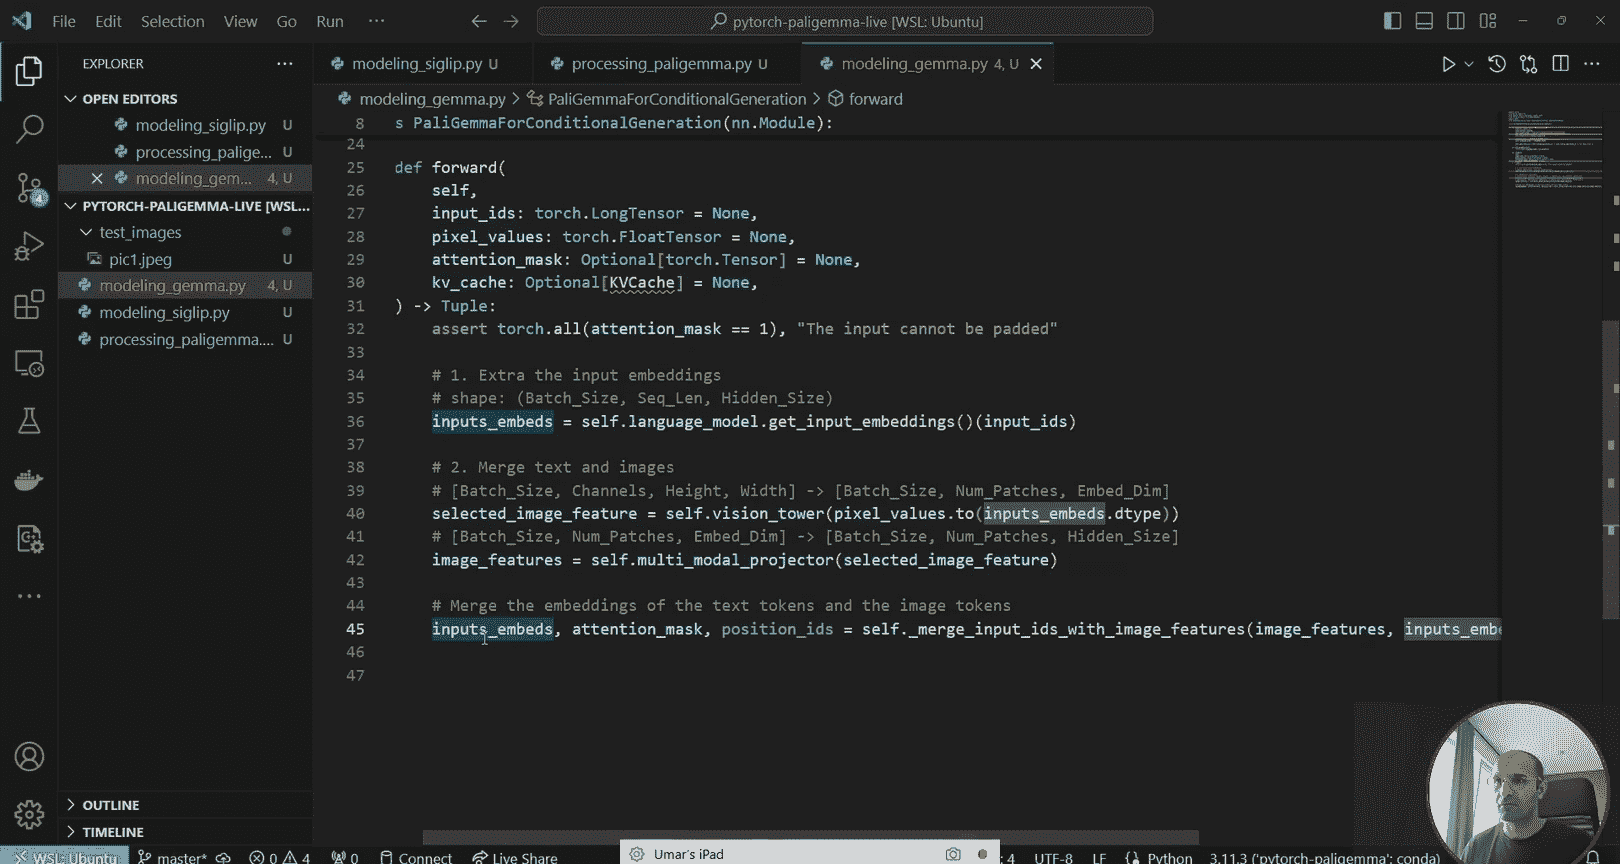 File Edit Selection View Go Run ··· pytorch-paligemma-live [WSL: Ubuntu]
EXPLORER ···
modeling_siglip.py U processing_paligemma.py U modeling_gemma.py 4, U
OPEN EDITORS
modeling_siglip.py U
processing_palige... U
modeling_gem... 4, U
PYTORCH-PALIGEMMA-LIVE [WSL...
test_images
pic1.jpeg U
modeling_gemma.py 4, U
modeling_siglip.py U
processing_paligemma.... U
4
OUTLINE
TIMELINE
modeling_gemma.py > PaliGemmaForConditionalGeneration > forward
8 s PaliGemmaForConditionalGeneration(nn.Module):
24
25 def forward(
26 self,
27 input_ids: torch.LongTensor = None,
28 pixel_values: torch.FloatTensor = None,
29 attention_mask: Optional[torch.Tensor] = None,
30 kv_cache: Optional[KVCache] = None,
31 ) -> Tuple:
32 assert torch.all(attention_mask == 1), "The input cannot be padded"
33
34 # 1. Extra the input embeddings
35 # shape: (Batch_Size, Seq_Len, Hidden_Size)
36 inputs_embeds = self.language_model.get_input_embeddings()(input_ids)
37
38 # 2. Merge text and images
39 # [Batch_Size, Channels, Height, Width] -> [Batch_Size, Num_Patches, Embed_Dim]
40 selected_image_feature = self.vision_tower(pixel_values.to(inputs_embeds.dtype))
41 # [Batch_Size, Num_Patches, Embed_Dim] -> [Batch_Size, Num_Patches, Hidden_Size]
42 image_features = self.multi_modal_projector(selected_image_feature)
43
44 # Merge the embeddings of the text tokens and the image tokens
45 inputs_embeds, attention_mask, position_ids = self._merge_input_ids_with_image_features(image_features, inputs_embe
46
47
WSL: Ubuntu master* 0 4 0 Connect Live Share Umar's iPad : 4 UTF-8 LF Python 3.11.3 ('pytorch-paligemma': conda)